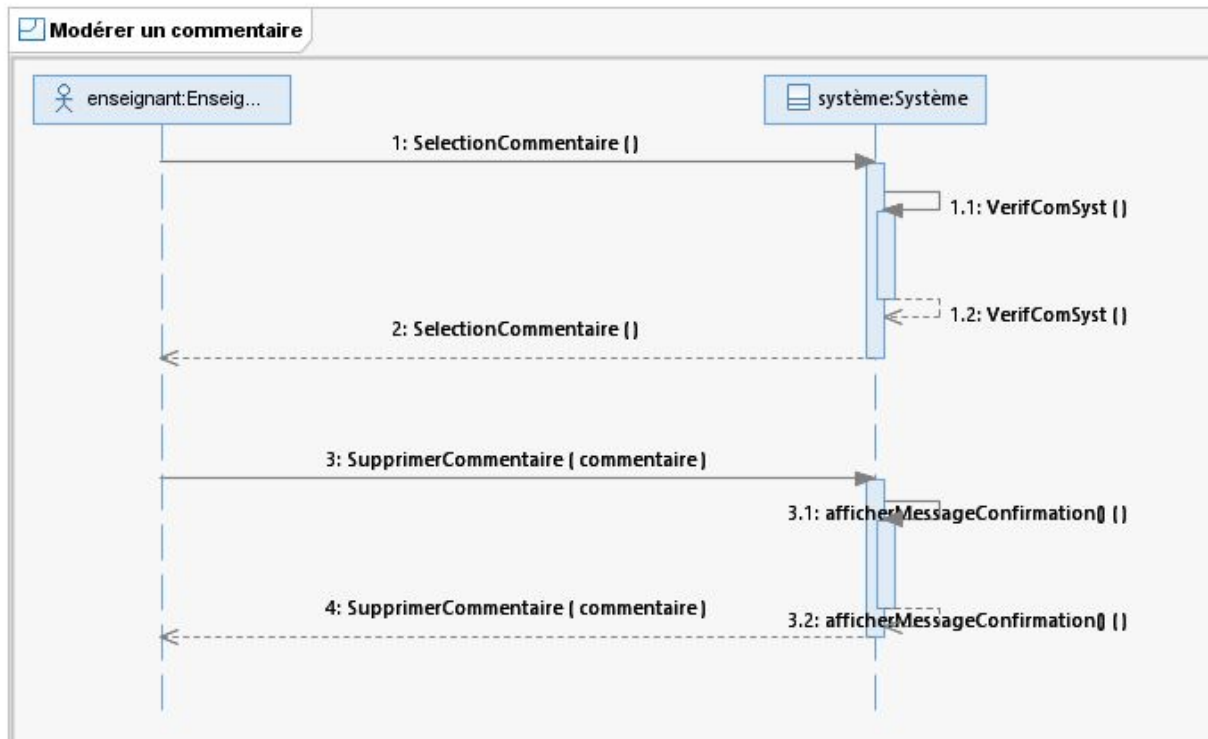 Modérer un commentaire
enseignant:Enseig...
système:Système
1: SelectionCommentaire ()
1.1: VerifComSyst ()
1.2: VerifComSyst ()
2: SelectionCommentaire ()
3: SupprimerCommentaire ( commentaire)
3.1: afficherMessageConfirmation() ()
4: SupprimerCommentaire ( commentaire)
3.2: afficherMessageConfirmation() ()